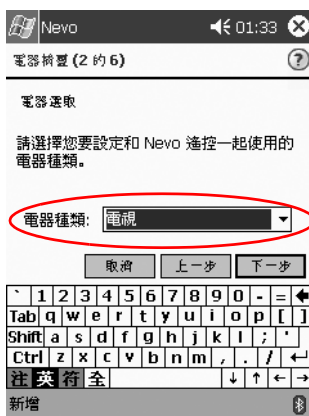 Nevo 01:33
電器精靈 (2 的 6)
電器選取
請選擇您要設定和 Nevo 遙控一起使用的
電器種類。
電器種類: 電視
取消 上一步 下一步
` 1 2 3 4 5 6 7 8 9 0 - =
Tab q w e r t y u i o p [ ]
Shift a s d f g h j k l ; '
Ctrl z x c v b n m , . /
注 英 符 全
新增